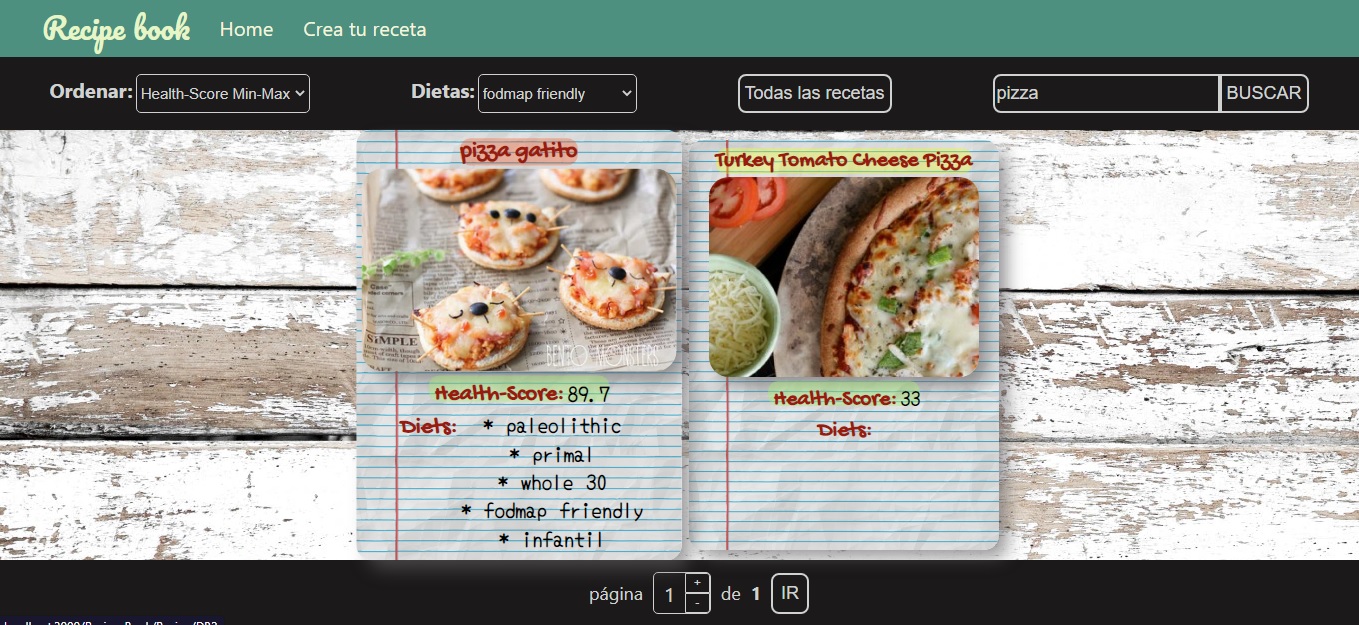 Recipe book Home Crea tu receta
Ordenar: Health-Score Min-Max Dietas: fodmap friendly Todas las recetas pizza BUSCAR
pizza gatito
SiMPLE
Health-Score: 89.7
Diets: * paleolithic
* primal
* whole 30
* fodmap friendly
* infantil
Turkey Tomato Cheese Pizza
Health-Score: 33
Diets:
página 1 + - de 1 IR